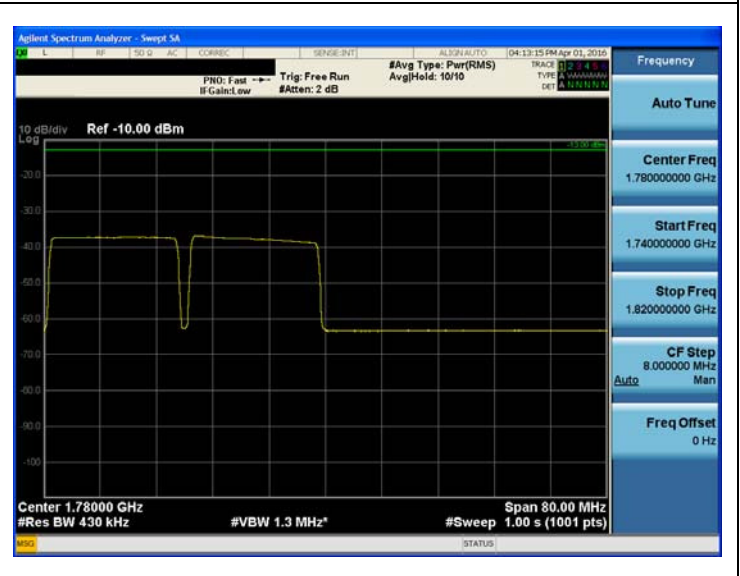 Agilent Spectrum Analyzer - Swept SA
L RF 50 Ω AC CORREC SENSE:INT ALIGN AUTO 04:13:15 PM Apr 01, 2016
PNO: Fast Trig: Free Run #Avg Type: Pwr(RMS) TRACE 1 2 3 4 5 6
IFGain:Low #Atten: 2 dB Avg|Hold: 10/10 TYPE A
DET A N N N N N
10 dB/div Ref -10.00 dBm
Log
-13.00 dBm
-20.0
-30.0
-40.0
-50.0
-60.0
-70.0
-80.0
-90.0
-100
Center 1.78000 GHz Span 80.00 MHz
#Res BW 430 kHz #VBW 1.3 MHz* #Sweep 1.00 s (1001 pts)
MSG STATUS
Frequency
Auto Tune
Center Freq
1.780000000 GHz
Start Freq
1.740000000 GHz
Stop Freq
1.820000000 GHz
CF Step
8.000000 MHz
Auto Man
Freq Offset
0 Hz